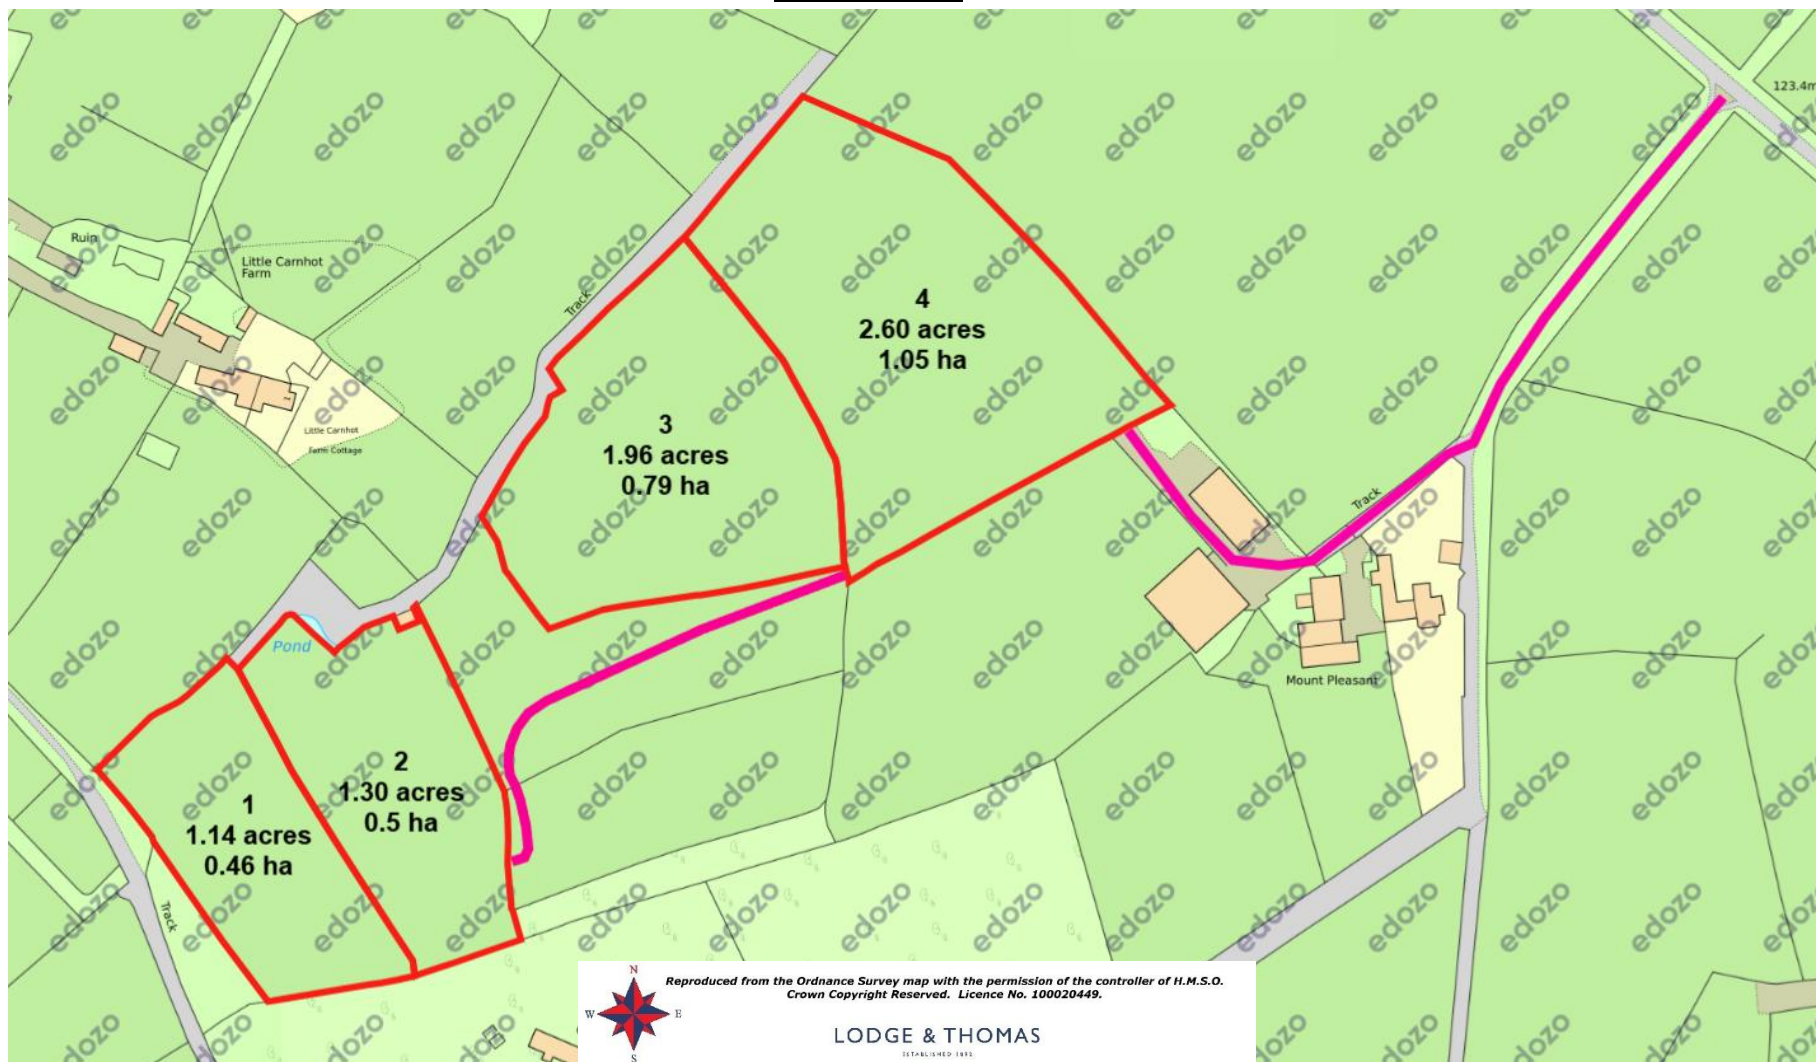 123.4m
Ruin
Little Carnhot
Farm
Track
4
2.60 acres
1.05 ha
3
1.96 acres
0.79 ha
Little Carnhot
Farm Cottage
Track
Pond
Mount Pleasant
2
1.30 acres
0.5 ha
1
1.14 acres
0.46 ha
Track
N
W
E
S
Reproduced from the Ordnance Survey map with the permission of the controller of H.M.S.O.
Crown Copyright Reserved. Licence No. 100020449.
LODGE & THOMAS
ESTABLISHED 1892
edozo